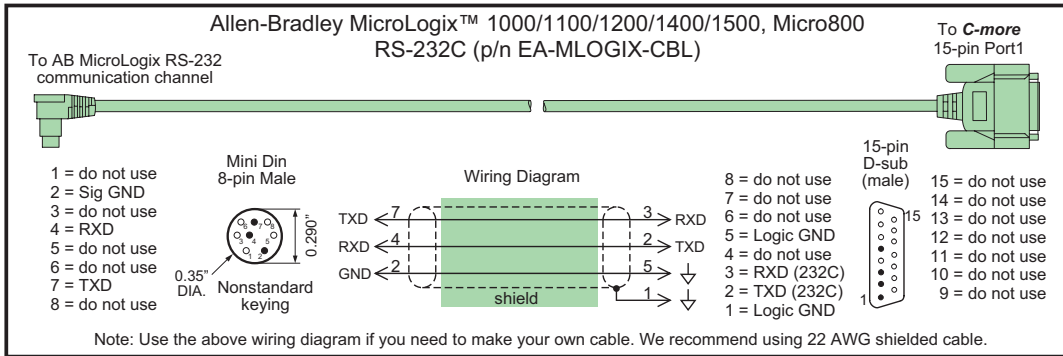 Allen-Bradley MicroLogix™ 1000/1100/1200/1400/1500, Micro800
RS-232C (p/n EA-MLOGIX-CBL)
To AB MicroLogix RS-232
communication channel
To C-more
15-pin Port1
1 = do not use
2 = Sig GND
3 = do not use
4 = RXD
5 = do not use
6 = do not use
7 = TXD
8 = do not use
Mini Din
8-pin Male
6 7 8
3 4 5
1 2
0.290"
0.35"
DIA.
Nonstandard
keying
Wiring Diagram
TXD 7 3 RXD
RXD 4 2 TXD
GND 2 5
1
shield
8 = do not use
7 = do not use
6 = do not use
5 = Logic GND
4 = do not use
3 = RXD (232C)
2 = TXD (232C)
1 = Logic GND
15-pin
D-sub
(male)
15
1
15 = do not use
14 = do not use
13 = do not use
12 = do not use
11 = do not use
10 = do not use
9 = do not use
Note: Use the above wiring diagram if you need to make your own cable. We recommend using 22 AWG shielded cable.